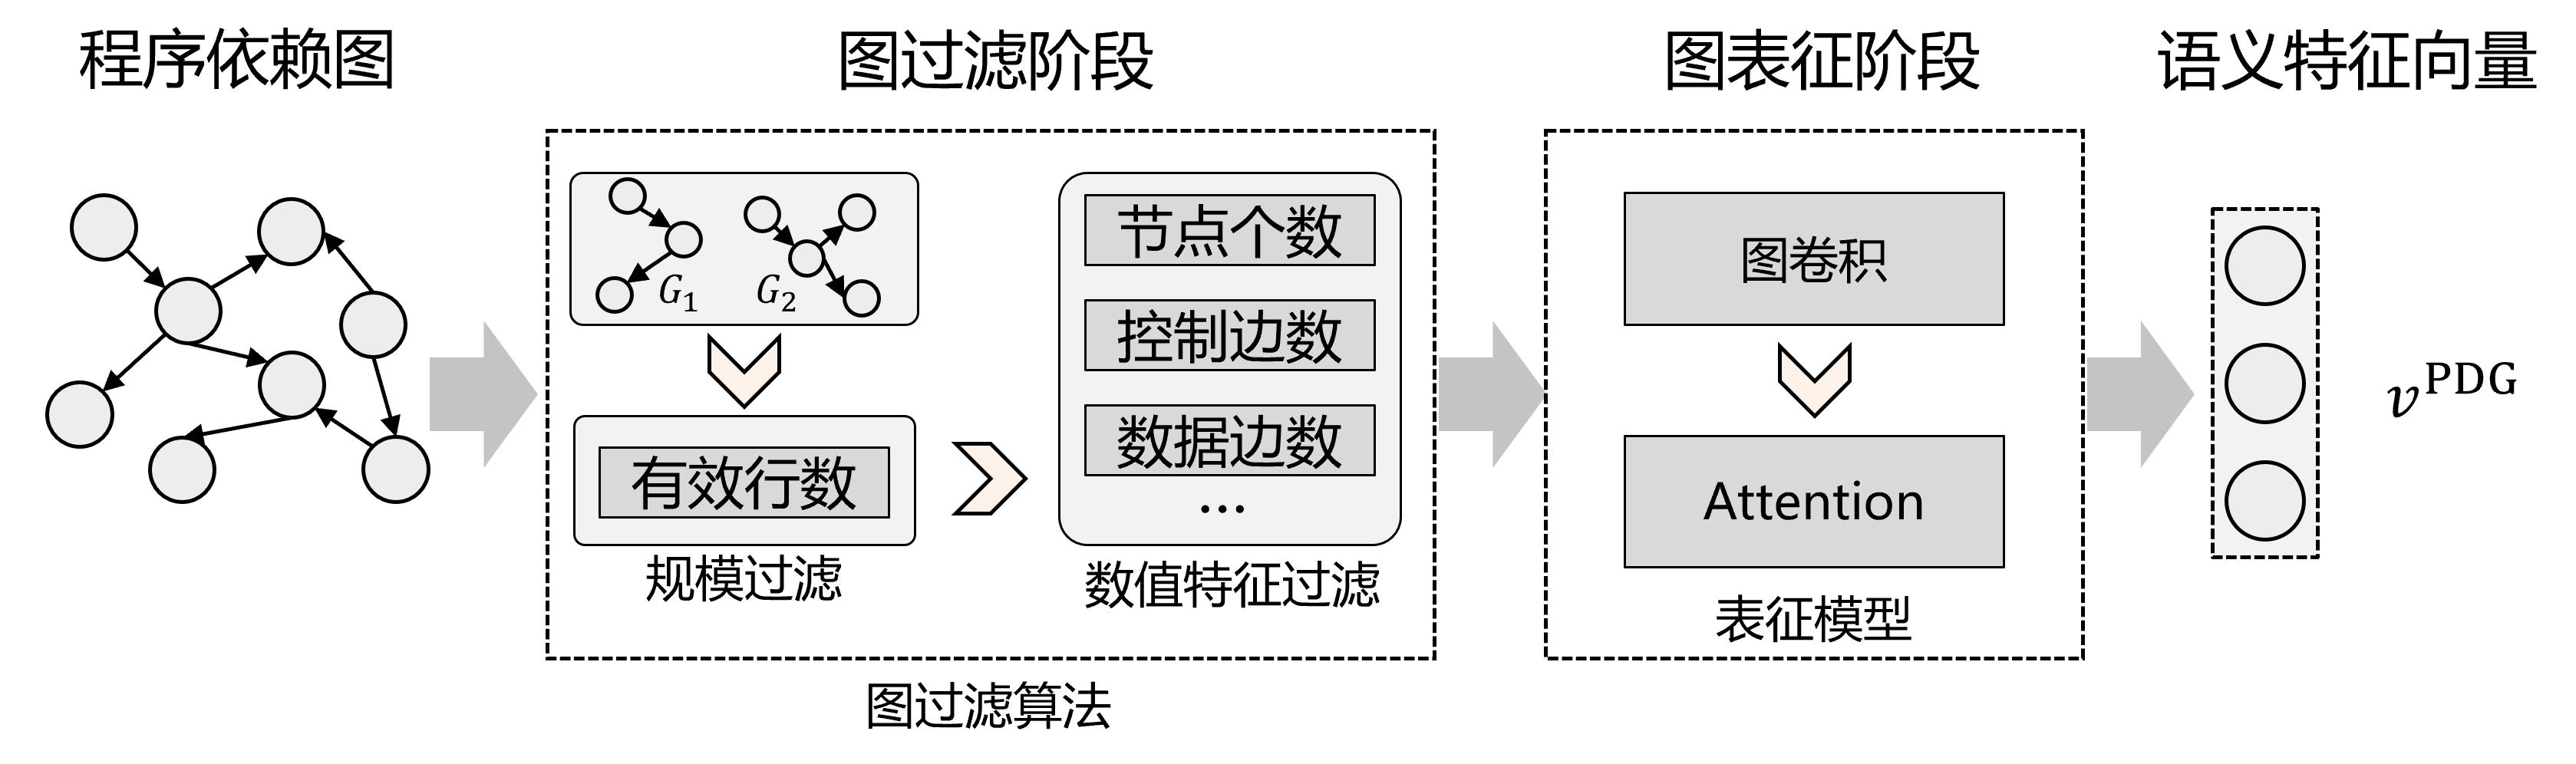 程序依赖图
图过滤阶段
图表征阶段
语义特征向量
G1
G2
有效行数
规模过滤
节点个数
控制边数
数据边数
...
数值特征过滤
图过滤算法
图卷积
Attention
表征模型
vPDG